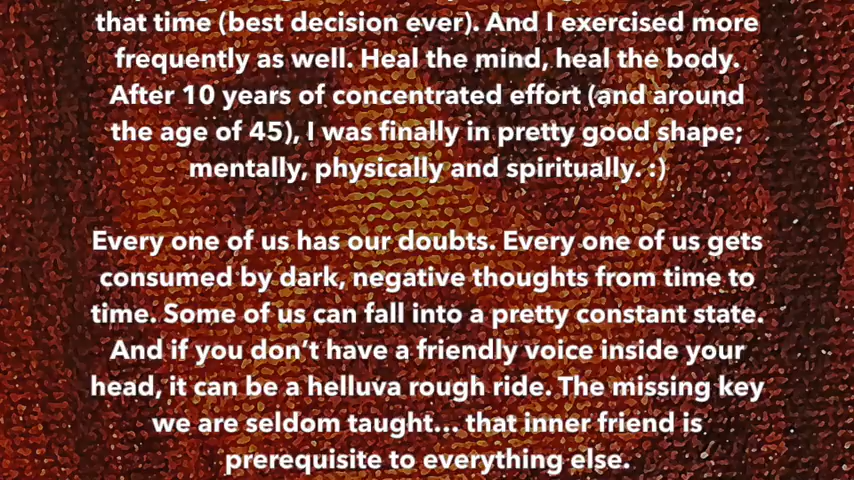 that time (best decision ever). And I exercised more
frequently as well. Heal the mind, heal the body.
After 10 years of concentrated effort (and around
the age of 45), I was finally in pretty good shape;
mentally, physically and spiritually. :)
Every one of us has our doubts. Every one of us gets
consumed by dark, negative thoughts from time to
time. Some of us can fall into a pretty constant state.
And if you don’t have a friendly voice inside your
head, it can be a helluva rough ride. The missing key
we are seldom taught... that inner friend is
prerequisite to everything else.